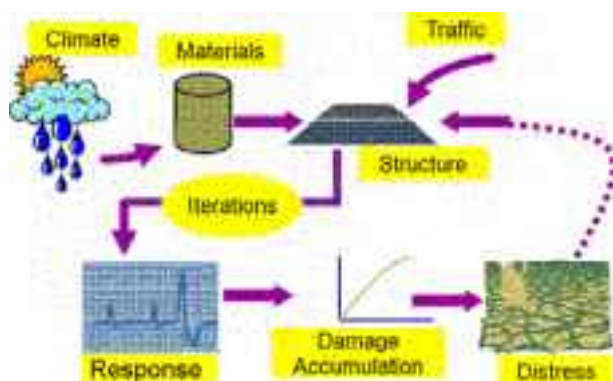 Climate
Materials
Traffic
Structure
Iterations
Response
Damage
Accumulation
Distress